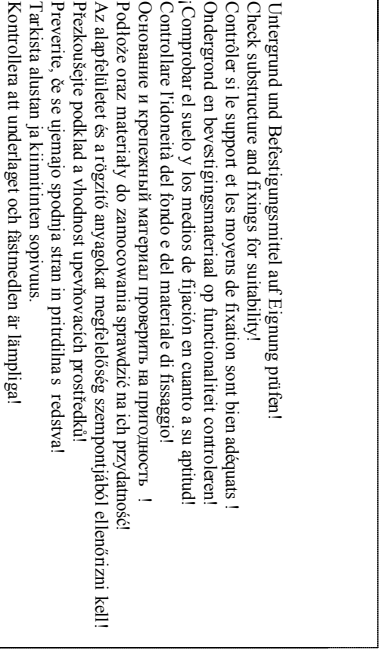 Untergrund und Befestigungsmittel auf Eignung prüfen!
Check substructure and fixings for suitability!
Contrôler si le support et les moyens de fixation sont bien adéquats !
Ondergrond en bevestigingsmateriaal op functionaliteit controleren!
¡Comprobar el suelo y los medios de fijación en cuanto a su aptitud!
Controllare l'idoneità del fondo e del materiale di fissaggio!
Основание и крепежный материал проверить на пригодность !
Podłoże oraz materiały do zamocowania sprawdzić na ich przydatność!
Az alapfelületet és a rögzítő anyagokat megfelelőség szempontjából ellenőrizni kell!
Přezkoušejte podklad a vhodnost upevňovacích prostředků!
Preverite, če se ujemajo spodnja stran in pritrdilna s redstva!
Tarkista alustan ja kiinnitinten sopivuus.
Kontrollera att underlaget och fästmedlen är lämpliga!